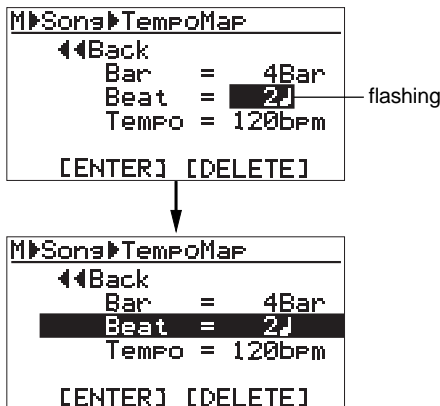 M▶Song▶TempoMap
◀◀Back
Bar = 4Bar
Beat = 2♩
flashing
Tempo = 120bpm
[ENTER] [DELETE]
M▶Song▶TempoMap
◀◀Back
Bar = 4Bar
Beat = 2♩
Tempo = 120bpm
[ENTER] [DELETE]